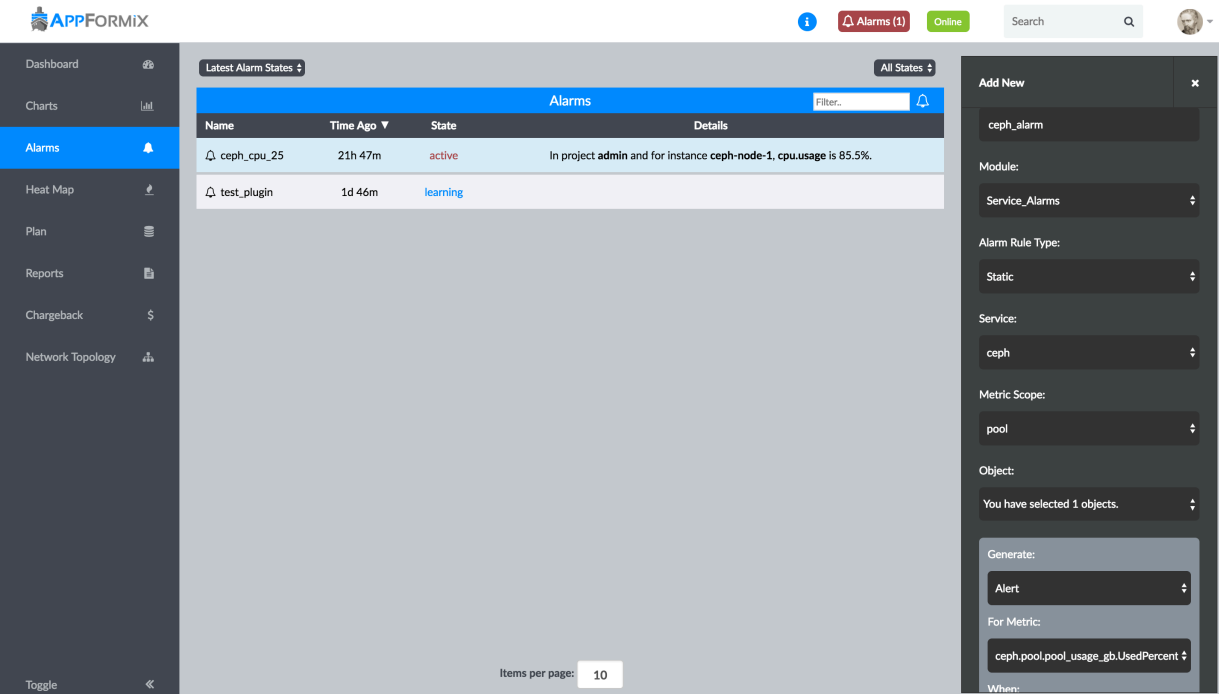 APPFORMIX
Alarms (1)
Online
Search
Dashboard
Charts
Alarms
Heat Map
Plan
Reports
Chargeback
$
Network Topology
Toggle
Latest Alarm States
All States
Alarms
Filter..
Name Time Ago ▼ State Details
ceph_cpu_25 21h 47m active In project admin and for instance ceph-node-1, cpu.usage is 85.5%.
test_plugin 1d 46m learning
Items per page: 10
Add New
ceph_alarm
Module:
Service_Alarms
Alarm Rule Type:
Static
Service:
ceph
Metric Scope:
pool
Object:
You have selected 1 objects.
Generate:
Alert
For Metric:
ceph.pool.pool_usage_gb.UsedPercent
When: